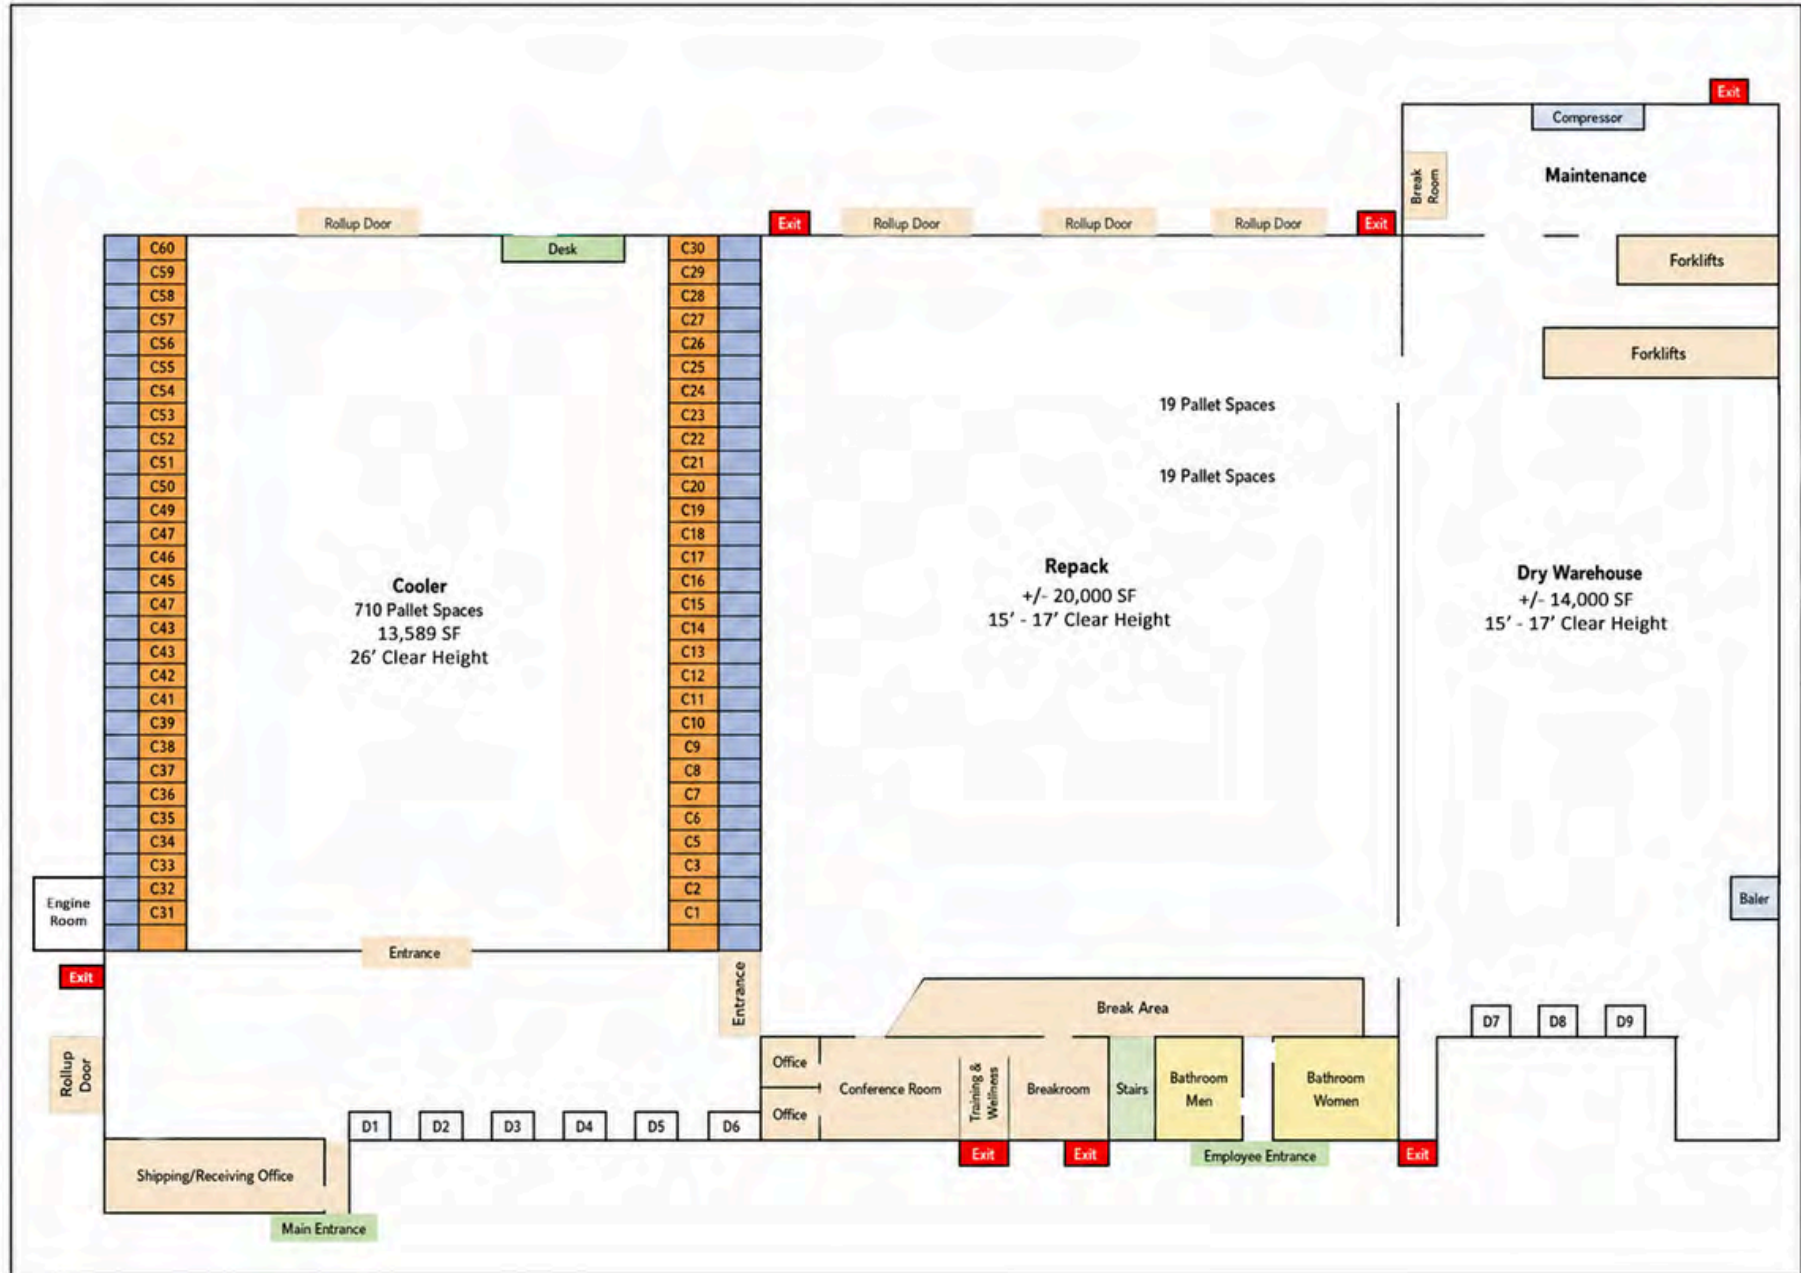 Exit
Compressor
Maintenance
Break
Room
Rollup Door
Exit
Rollup Door
Rollup Door
Rollup Door
Exit
Desk
Forklifts
Forklifts
C60
C59
C58
C57
C56
C55
C54
C53
C52
C51
C50
C49
C47
C46
C45
C47
C43
C43
C42
C41
C39
C38
C37
C36
C35
C34
C33
C32
C31
Cooler
710 Pallet Spaces
13,589 SF
26' Clear Height
C30
C29
C28
C27
C26
C25
C24
C23
C22
C21
C20
C19
C18
C17
C16
C15
C14
C13
C12
C11
C10
C9
C8
C7
C6
C5
C3
C2
C1
19 Pallet Spaces
19 Pallet Spaces
Repack
+/- 20,000 SF
15' - 17' Clear Height
Dry Warehouse
+/- 14,000 SF
15' - 17' Clear Height
Engine
Room
Baler
Exit
Entrance
Entrance
Rollup
Door
Break Area
D7
D8
D9
Office
Office
Conference Room
Training &
Wellness
Breakroom
Stairs
Bathroom
Men
Bathroom
Women
D1
D2
D3
D4
D5
D6
Exit
Exit
Employee Entrance
Exit
Shipping/Receiving Office
Main Entrance